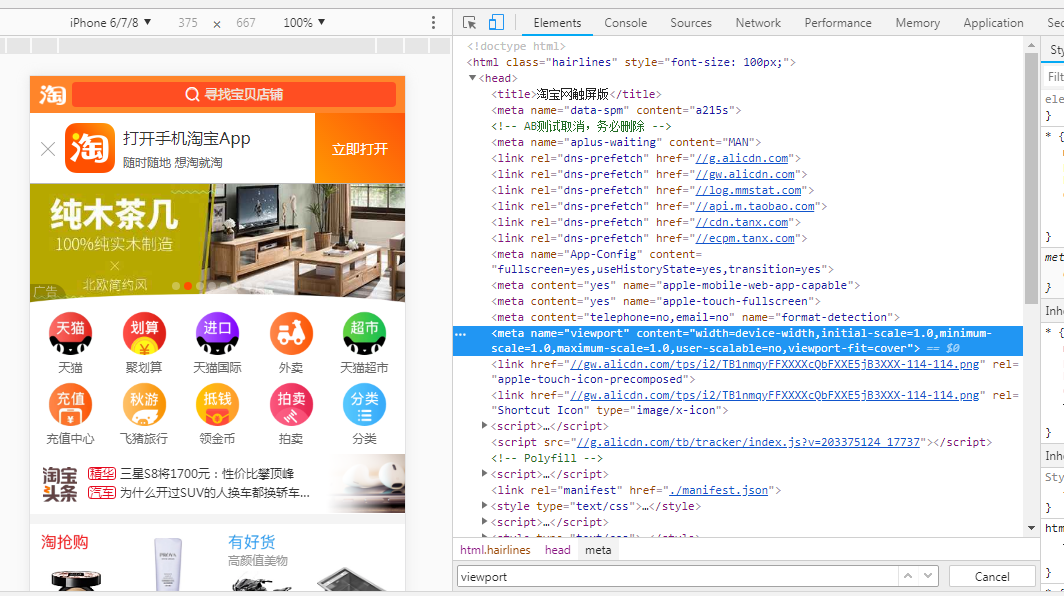 iPhone 6/7/8 ▼ 375 × 667 100% ▼
淘 寻找宝贝店铺
淘 打开手机淘宝App
随时随地 想淘就淘
立即打开
纯木茶几
100%纯实木制造
×
北欧简约风
广告
天猫 划算 进口 超市
天猫 聚划算 天猫国际 外卖 天猫超市
充值 秋游 抵钱 拍卖 分类
充值中心 飞猪旅行 领金币 拍卖 分类
淘宝头条
精华 三星S8将1700元：性价比攀顶峰
汽车 为什么开过SUV的人换车都换轿车...
淘抢购
有好货
高颜值美物
Elements Console Sources Network Performance Memory Application Sec
<!doctype html>
<html class="hairlines" style="font-size: 100px;">
▼<head>
<title>淘宝网触屏版</title>
<meta name="data-spm" content="a215s">
<!-- AB测试取消，务必删除 -->
<meta name="aplus-waiting" content="MAN">
<link rel="dns-prefetch" href="//g.alicdn.com">
<link rel="dns-prefetch" href="//gw.alicdn.com">
<link rel="dns-prefetch" href="//log.mmstat.com">
<link rel="dns-prefetch" href="//api.m.taobao.com">
<link rel="dns-prefetch" href="//cdn.tanx.com">
<link rel="dns-prefetch" href="//ecpm.tanx.com">
<meta name="App-Config" content=
"fullscreen=yes,useHistoryState=yes,transition=yes">
<meta content="yes" name="apple-mobile-web-app-capable">
<meta content="yes" name="apple-touch-fullscreen">
<meta content="telephone=no,email=no" name="format-detection">
<meta name="viewport" content="width=device-width,initial-scale=1.0,minimum-
scale=1.0,maximum-scale=1.0,user-scalable=no,viewport-fit=cover"> == $0
<link href="//gw.alicdn.com/tps/i2/TB1nmqyFFXXXXcQbFXXE5jB3XXX-114-114.png" rel=
"apple-touch-icon-precomposed">
<link href="//gw.alicdn.com/tps/i2/TB1nmqyFFXXXXcQbFXXE5jB3XXX-114-114.png" rel=
"Shortcut Icon" type="image/x-icon">
▶<script>…</script>
<script src="//g.alicdn.com/tb/tracker/index.js?v=203375124_17737"></script>
<!-- Polyfill -->
▶<script>…</script>
<link rel="manifest" href="./manifest.json">
▶<style type="text/css">…</style>
▶<script>…</script>
▶<style type="text/css">…</style>
html.hairlines head meta
viewport
Cancel
Sty
Filt
ele
}
* {
}
met
}
Inhe
* {
}
Inhe
Sty
}
htm
}